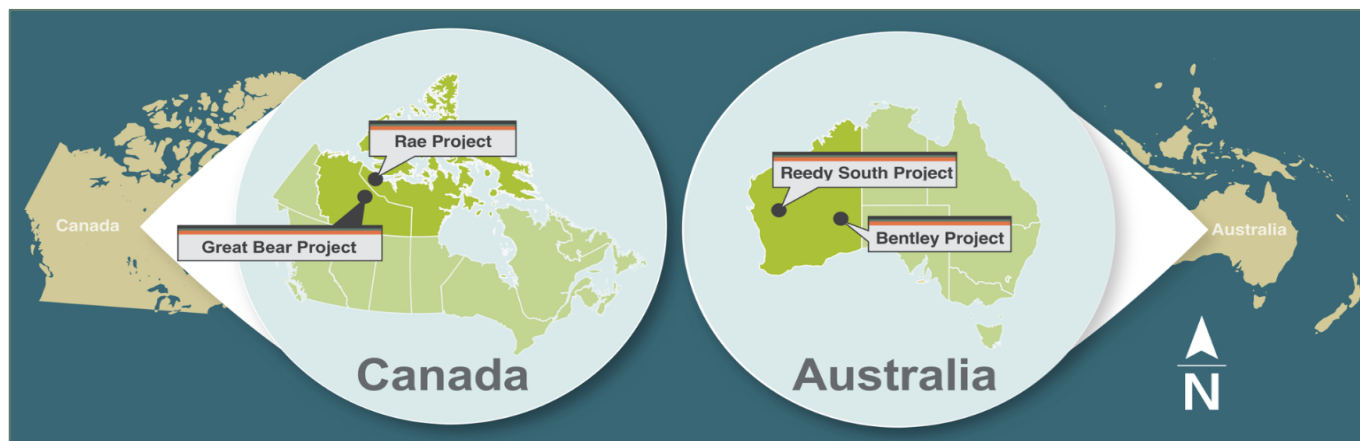 Canada
Rae Project
Great Bear Project
Canada
Reedy South Project
Bentley Project
Australia
Australia
N